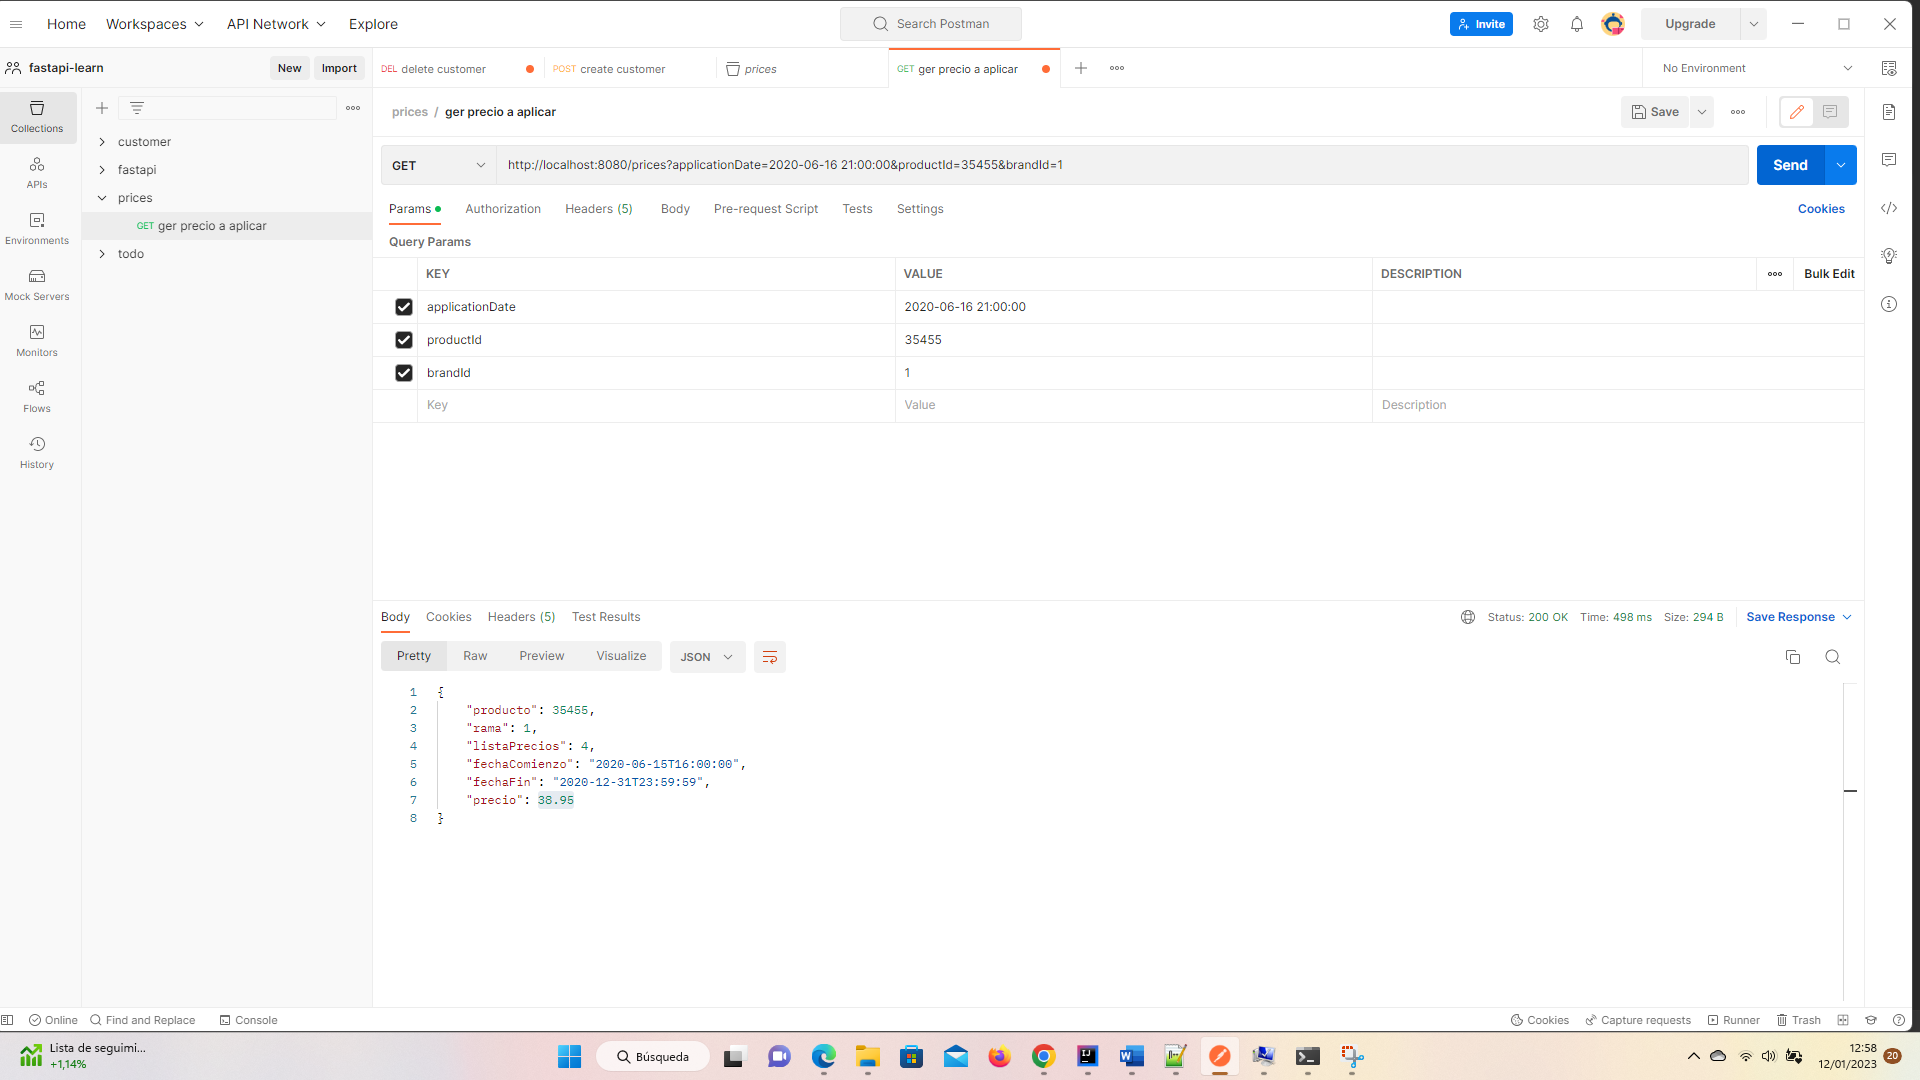 Home Workspaces API Network Explore
Search Postman
Invite Upgrade
fastapi-learn New Import
DEL delete customer POST create customer prices GET ger precio a aplicar
No Environment
Collections
APIs
Environments
Mock Servers
Monitors
Flows
History
customer
fastapi
prices
GET ger precio a aplicar
todo
prices / ger precio a aplicar
Save
GET http://localhost:8080/prices?applicationDate=2020-06-16 21:00:00&productId=35455&brandId=1
Send
Params Authorization Headers (5) Body Pre-request Script Tests Settings Cookies
Query Params
KEY VALUE DESCRIPTION Bulk Edit
applicationDate 2020-06-16 21:00:00
productId 35455
brandId 1
Key Value Description
Body Cookies Headers (5) Test Results
Status: 200 OK Time: 498 ms Size: 294 B Save Response
Pretty Raw Preview Visualize JSON
1 {
2 "producto": 35455,
3 "rama": 1,
4 "listaPrecios": 4,
5 "fechaComienzo": "2020-06-15T16:00:00",
6 "fechaFin": "2020-12-31T23:59:59",
7 "precio": 38.95
8 }
Online Find and Replace Console
Cookies Capture requests Runner Trash
Lista de seguimi...
+1,14%
Búsqueda
12:58
12/01/2023
20